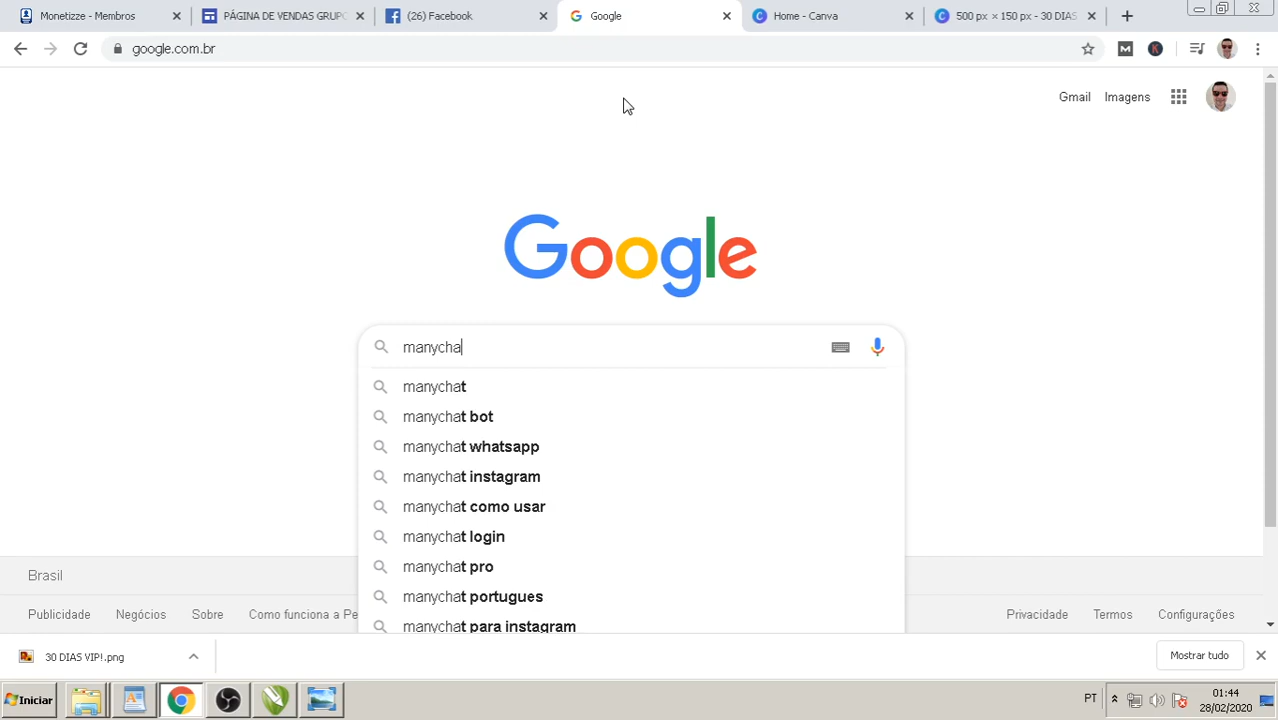 Monetizze - Membros
PÁGINA DE VENDAS GRUPO
(26) Facebook
Google
Home - Canva
500 px × 150 px - 30 DIAS
google.com.br
Gmail
Imagens
Google
manycha
manychat
manychat bot
manychat whatsapp
manychat instagram
manychat como usar
manychat login
manychat pro
manychat portugues
manychat para instagram
Brasil
Publicidade
Negócios
Sobre
Como funciona a Pe
Privacidade
Termos
Configurações
30 DIAS VIP!.png
Mostrar tudo
Iniciar
PT
01:44
28/02/2020